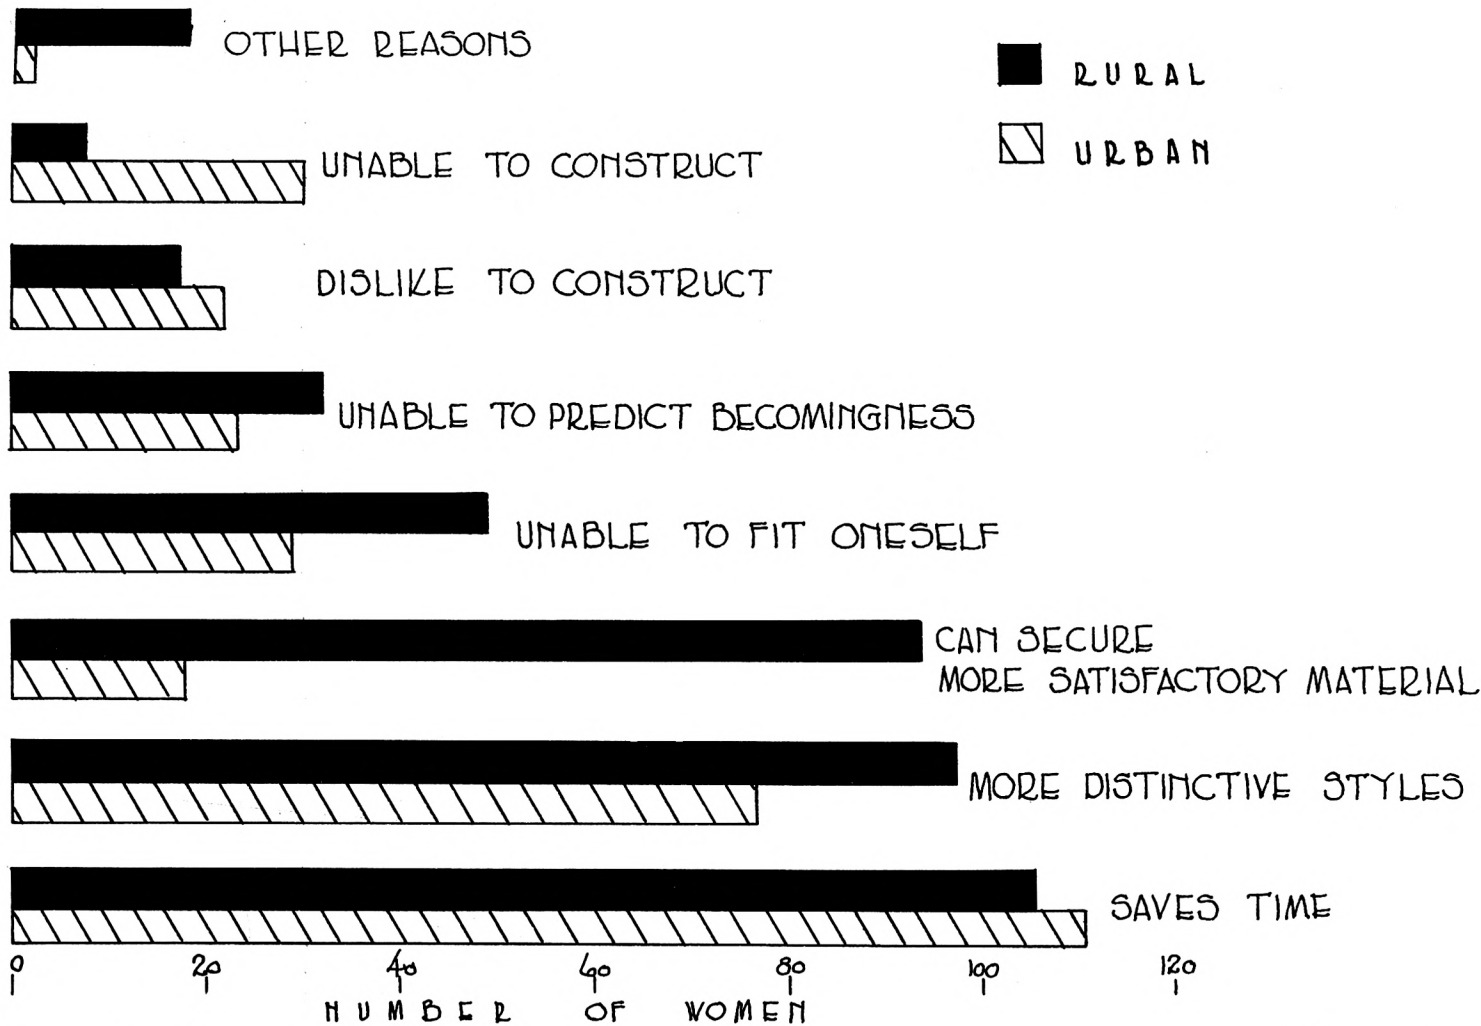 OTHER REASONS
RURAL
URBAN
UNABLE TO CONSTRUCT
DISLIKE TO CONSTRUCT
UNABLE TO PREDICT BECOMINGNESS
UNABLE TO FIT ONESELF
CAN SECURE
MORE SATISFACTORY MATERIAL
MORE DISTINCTIVE STYLES
SAVES TIME
0 20 40 60 80 100 120
NUMBER OF WOMEN